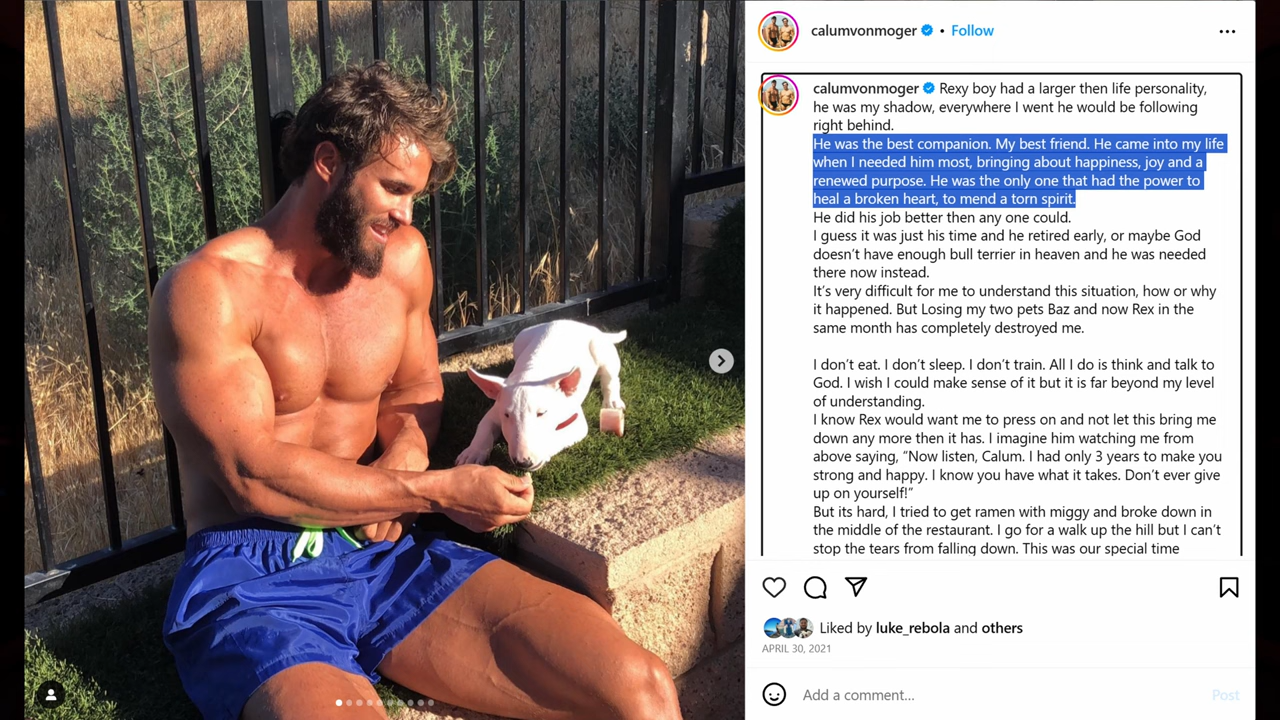 calumvonmoger • Follow
calumvonmoger Rexy boy had a larger then life personality,
he was my shadow, everywhere I went he would be following
right behind.
He was the best companion. My best friend. He came into my life
when I needed him most, bringing about happiness, joy and a
renewed purpose. He was the only one that had the power to
heal a broken heart, to mend a torn spirit.
He did his job better then any one could.
I guess it was just his time and he retired early, or maybe God
doesn’t have enough bull terrier in heaven and he was needed
there now instead.
It’s very difficult for me to understand this situation, how or why
it happened. But Losing my two pets Baz and now Rex in the
same month has completely destroyed me.
I don’t eat. I don’t sleep. I don’t train. All I do is think and talk to
God. I wish I could make sense of it but it is far beyond my level
of understanding.
I know Rex would want me to press on and not let this bring me
down any more then it has. I imagine him watching me from
above saying, “Now listen, Calum. I had only 3 years to make you
strong and happy. I know you have what it takes. Don’t ever give
up on yourself!”
But its hard, I tried to get ramen with miggy and broke down in
the middle of the restaurant. I go for a walk up the hill but I can’t
stop the tears from falling down. This was our special time
Liked by luke_rebola and others
APRIL 30, 2021
Add a comment...
Post